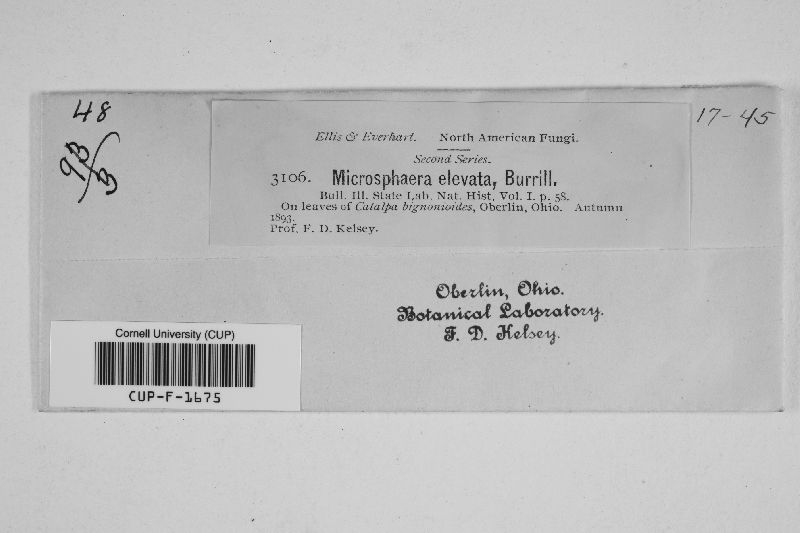 48
93/B
17-45
Ellis & Everhart. North American Fungi.
Second Series.
3106. Microsphaera elevata, Burrill.
Bull. Ill. State Lab. Nat. Hist. Vol. I. p. 58.
On leaves of Catalpa bignonioides, Oberlin, Ohio. Autumn
1893.
Prof. F. D. Kelsey.
Oberlin, Ohio.
Botanical Laboratory.
F. D. Kelsey.
Cornell University (CUP)
CUP-F-1675